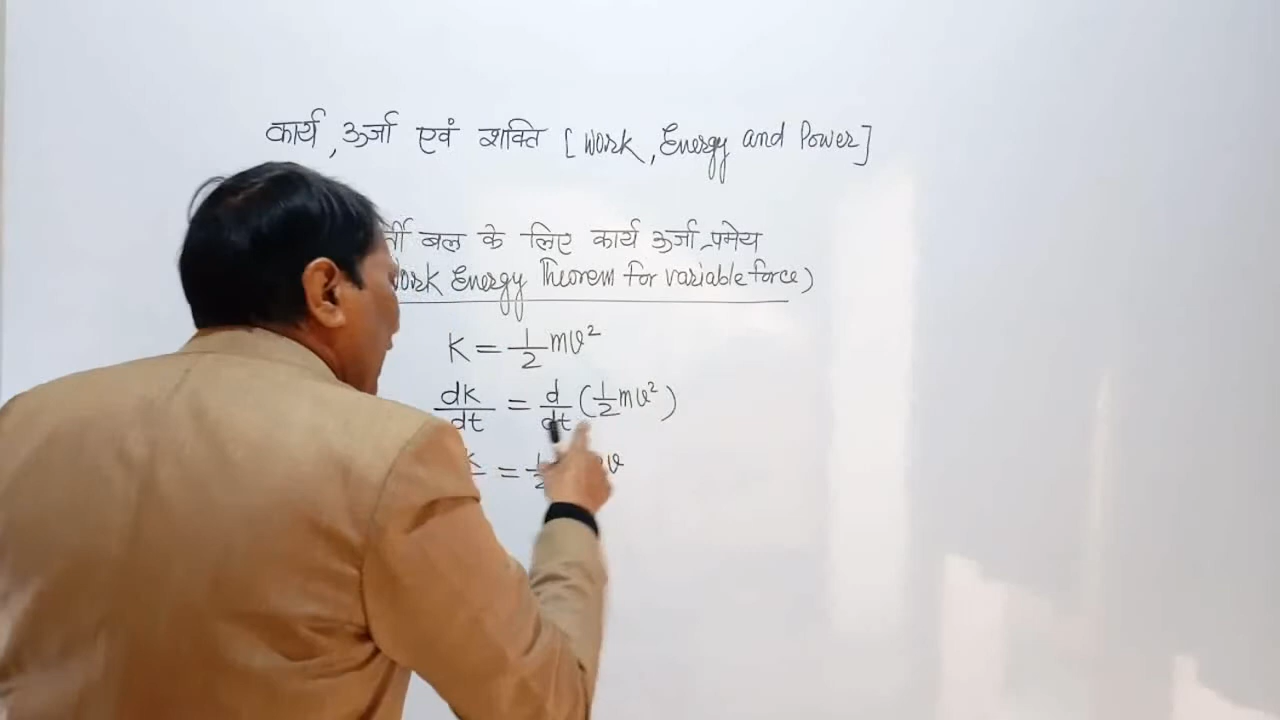 कार्य, ऊर्जा एवं शक्ति [Work, Energy and Power]
बल के लिए कार्य ऊर्जा प्रमेय
Energy Theorem for variable force)
K = 1/2 mv²
dk/dt = d/dt (1/2 mv²)
=